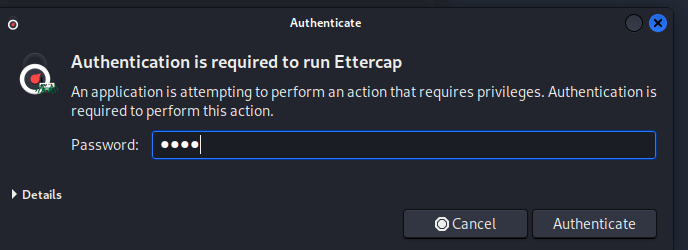 Authenticate
Authentication is required to run Ettercap
An application is attempting to perform an action that requires privileges. Authentication is
required to perform this action.
Password: ●●●●
Details
Cancel Authenticate